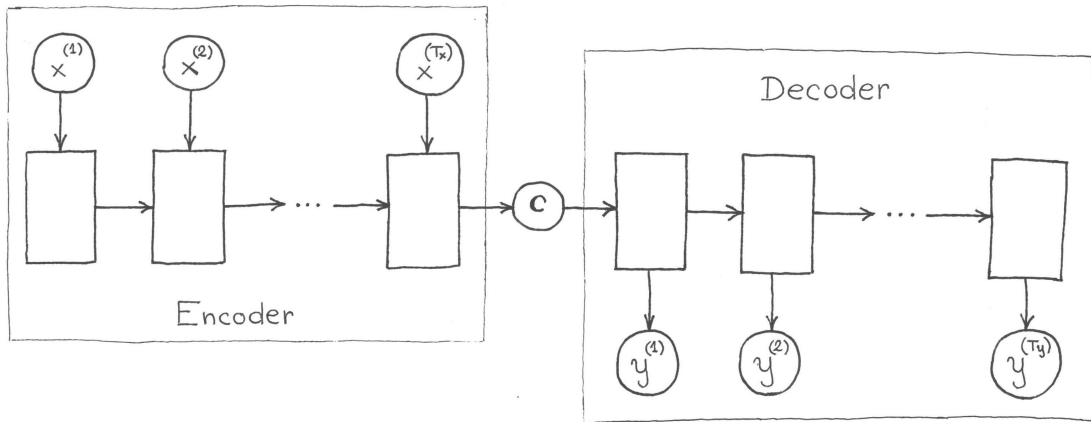 x^(1) x^(2) x^(Tx)
Decoder
... C ...
Encoder
y^(1) y^(2) y^(Ty)